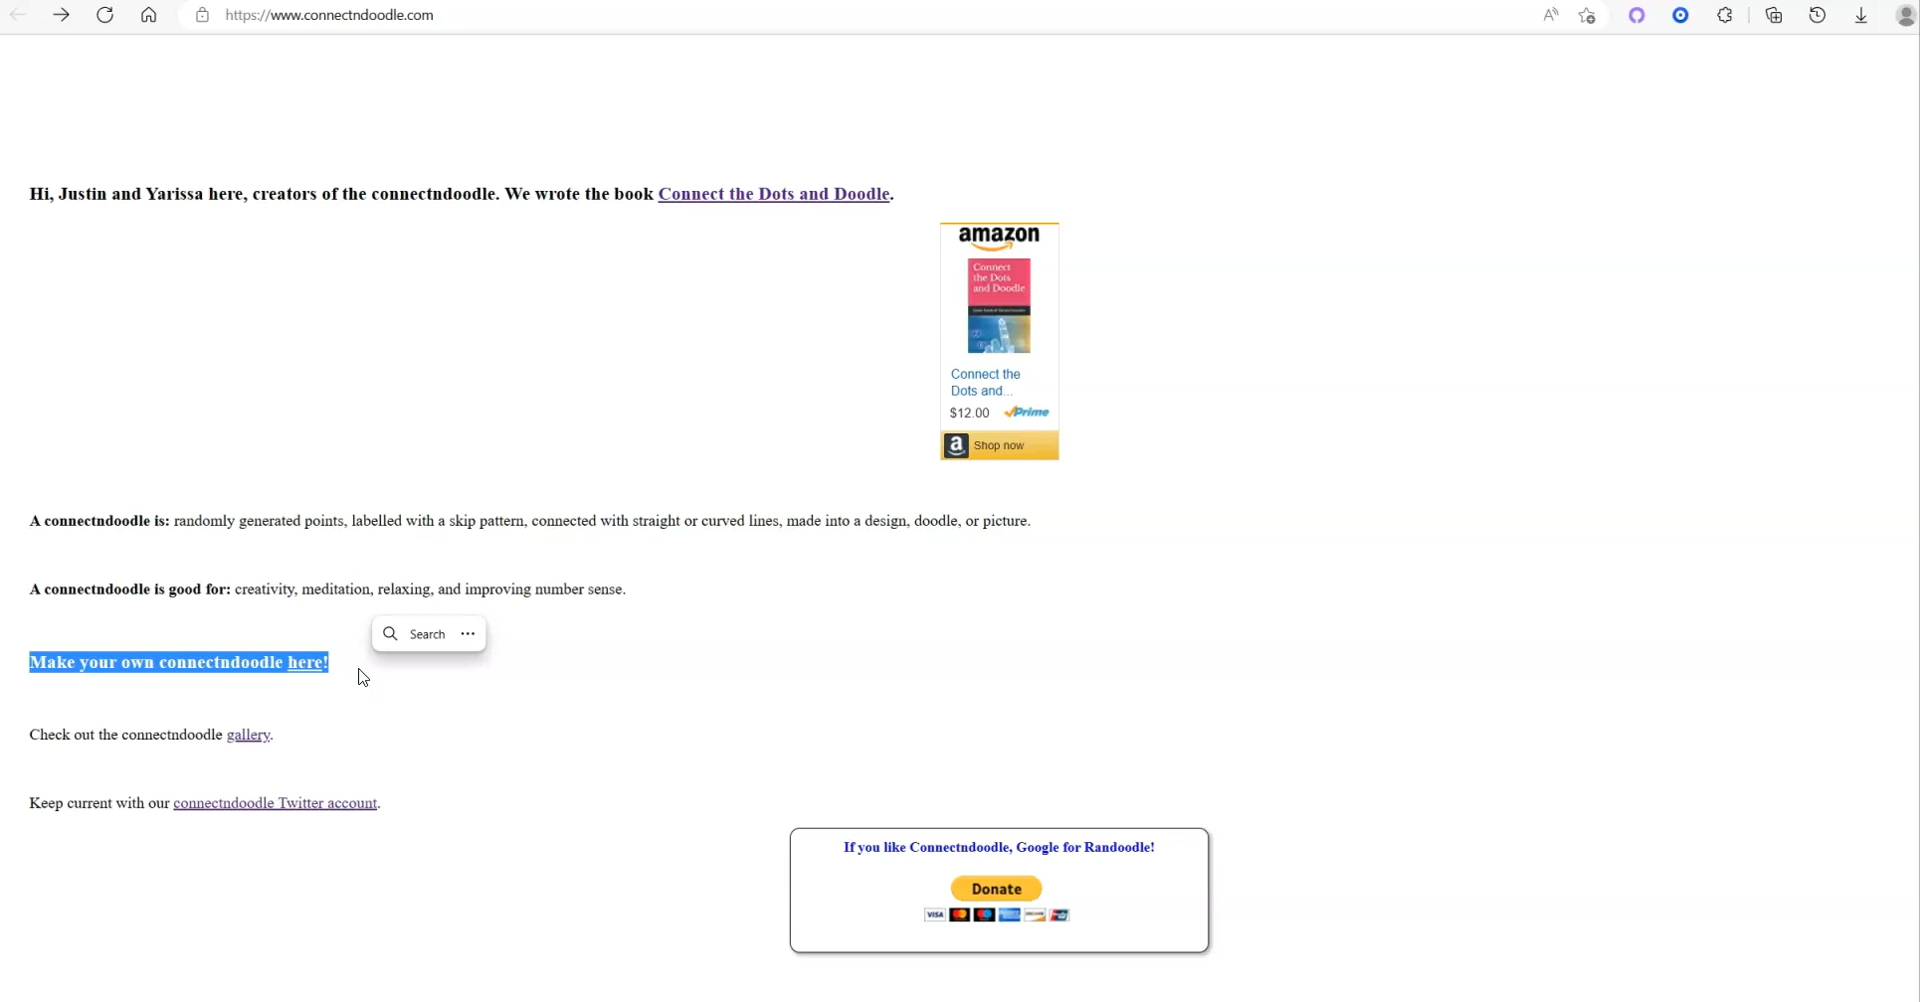 https://www.connectndoodle.com
Hi, Justin and Yarissa here, creators of the connectndoodle. We wrote the book Connect the Dots and Doodle.
amazon
Connect
the Dots
and Doodle
Connect the
Dots and...
$12.00 Prime
a Shop now
A connectndoodle is: randomly generated points, labelled with a skip pattern, connected with straight or curved lines, made into a design, doodle, or picture.
A connectndoodle is good for: creativity, meditation, relaxing, and improving number sense.
Search
Make your own connectndoodle here!
Check out the connectndoodle gallery.
Keep current with our connectndoodle Twitter account.
If you like Connectndoodle, Google for Randoodle!
Donate
VISA